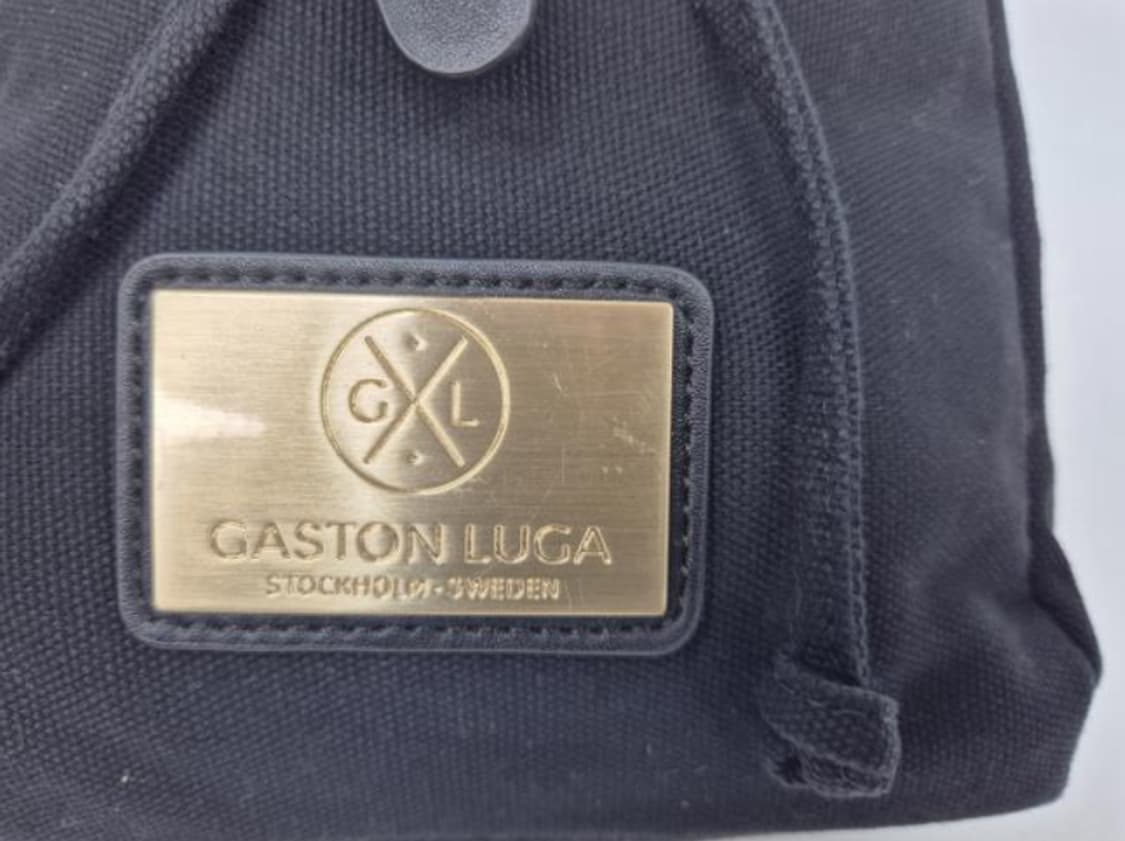 G L
GASTON LUGA
STOCKHOLM - SWEDEN